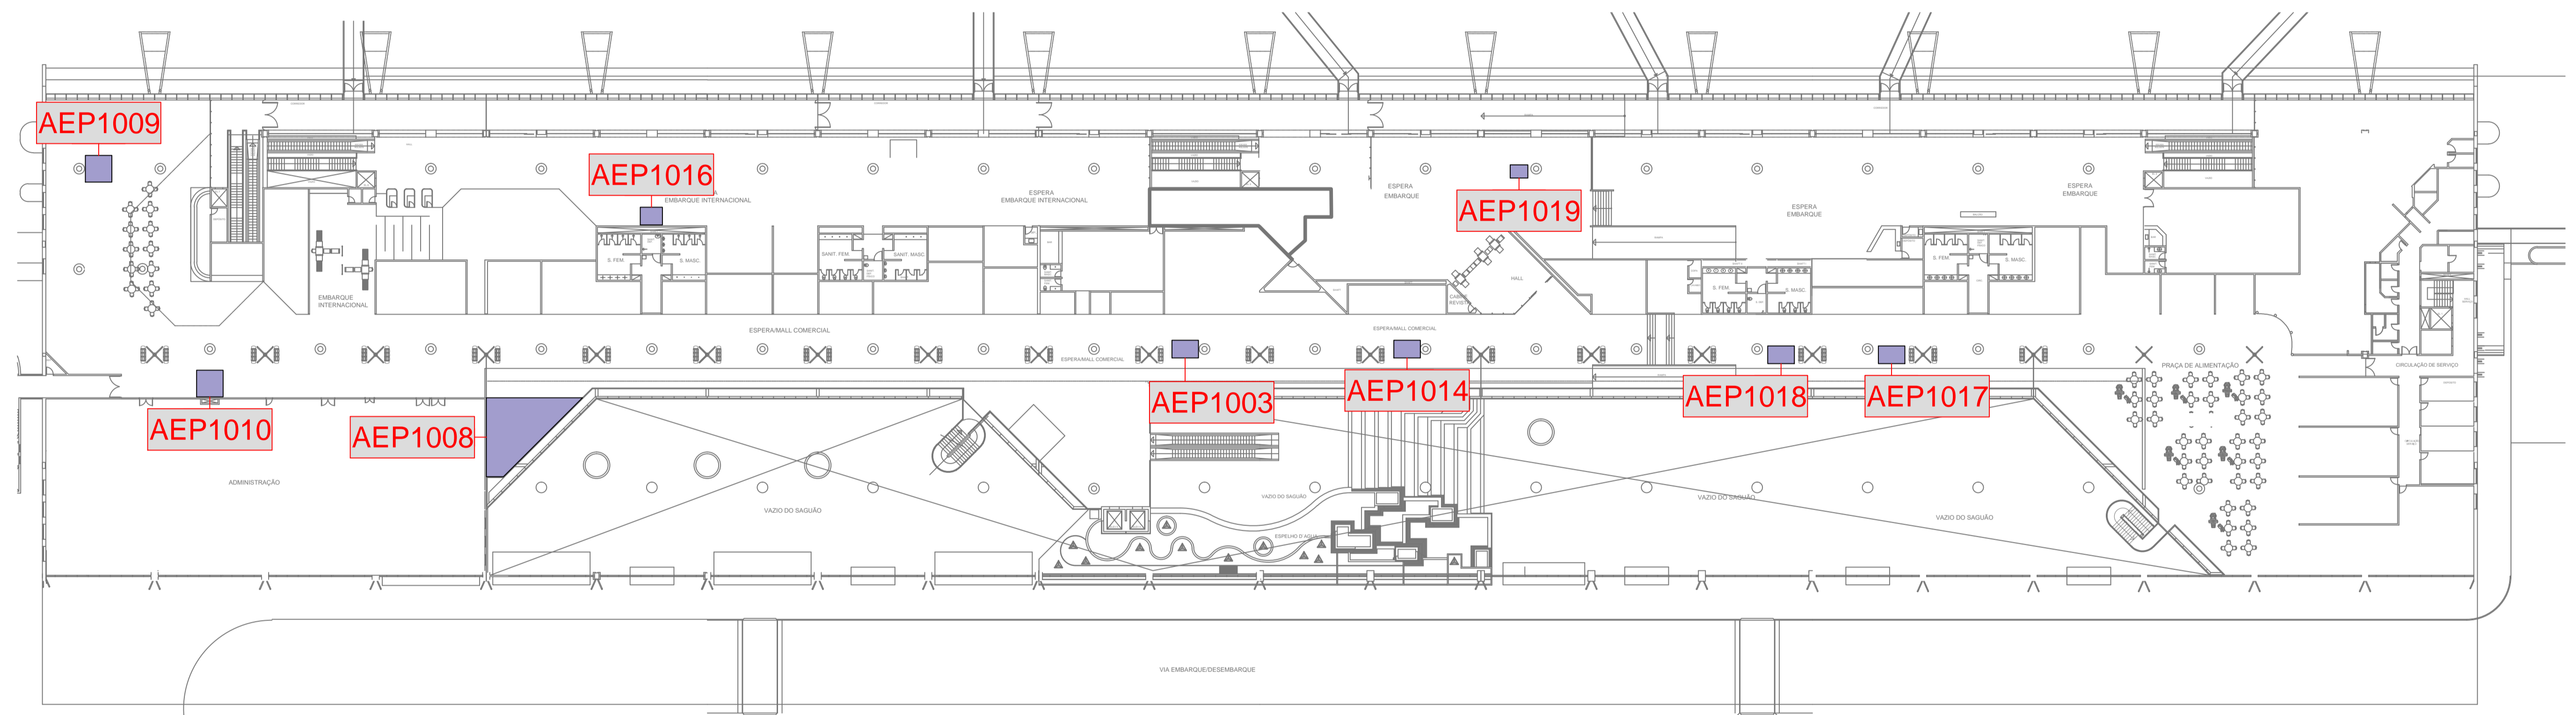 AEP1009
AEP1016
ESPERA
EMBARQUE INTERNACIONAL
EMBARQUE INTERNACIONAL
ESPERA
EMBARQUE
AEP1019
ESPERA
EMBARQUE
ESPERA
EMBARQUE
S. FEM.
S. MASC.
SANIT. FEM.
SANIT. MASC.
HALL
S. FEM.
S. MASC.
S. FEM.
S. MASC.
EMBARQUE
INTERNACIONAL
CABINE
REVISTA
ESPERA/MALL COMERCIAL
ESPERA/MALL COMERCIAL
ESPERA/MALL COMERCIAL
PRAÇA DE ALIMENTAÇÃO
CIRCULAÇÃO DE SERVIÇO
AEP1010
AEP1008
AEP1003
AEP1014
AEP1018
AEP1017
ADMINISTRAÇÃO
VAZIO DO SAGUÃO
VAZIO DO SAGUÃO
VAZIO DO SAGUÃO
VAZIO DO SAGUÃO
ESPELHO D'AGUA
VIA EMBARQUE/DESEMBARQUE